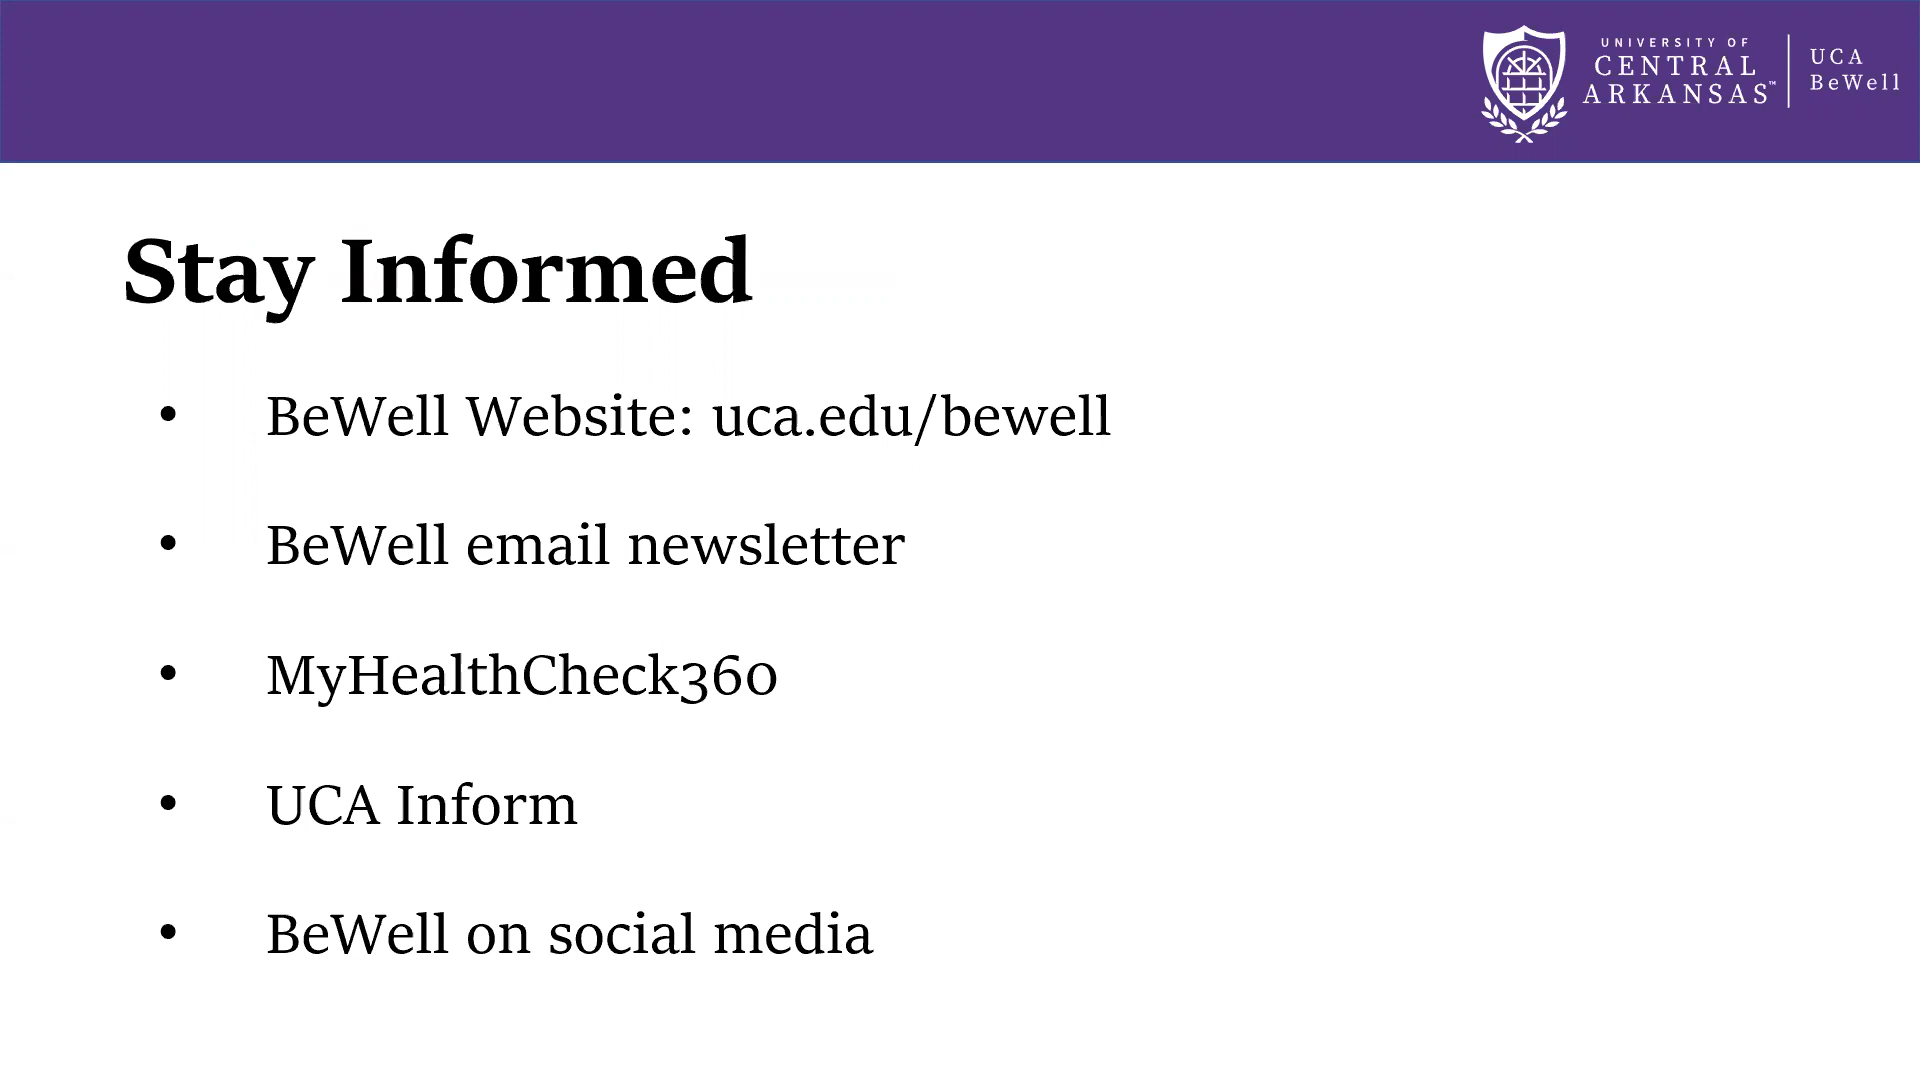 UNIVERSITY OF
CENTRAL
ARKANSAS™
UCA
BeWell
Stay Informed
• BeWell Website: uca.edu/bewell
• BeWell email newsletter
• MyHealthCheck360
• UCA Inform
• BeWell on social media